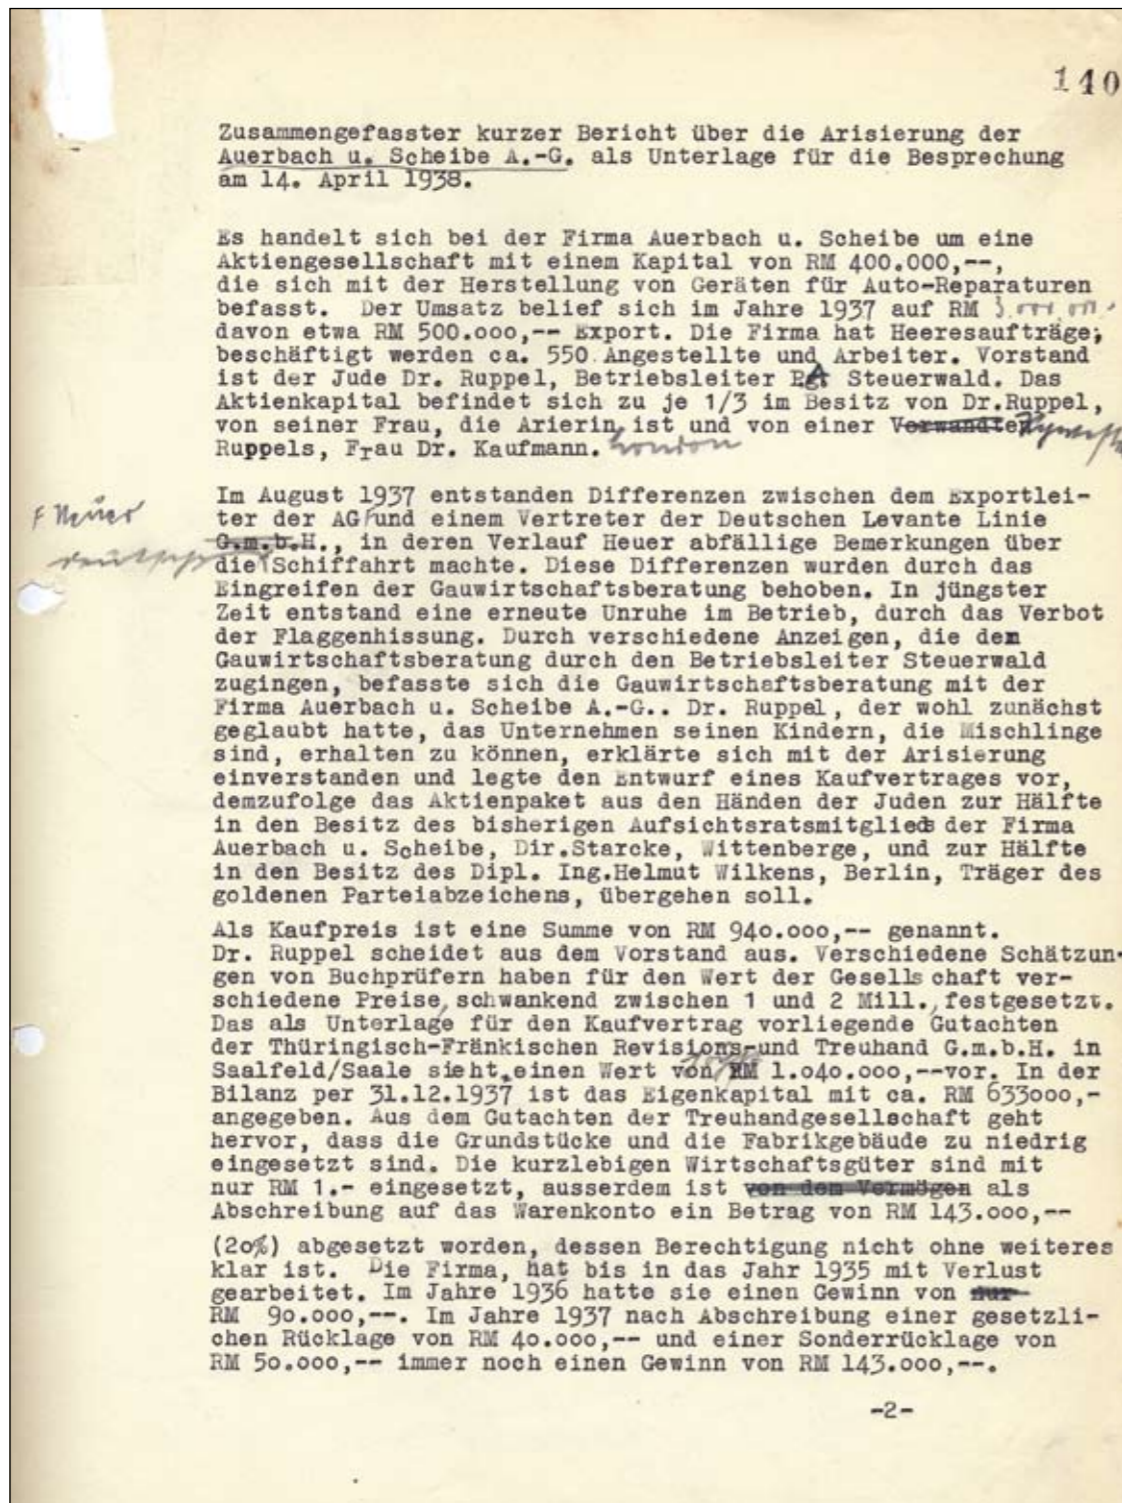 140
Zusammengefasster kurzer Bericht über die Arisierung der
Auerbach u. Scheibe A.-G. als Unterlage für die Besprechung
am 14. April 1938.
Es handelt sich bei der Firma Auerbach u. Scheibe um eine
Aktiengesellschaft mit einem Kapital von RM 400.000,--,
die sich mit der Herstellung von Geräten für Auto-Reparaturen
befasst. Der Umsatz belief sich im Jahre 1937 auf RM
davon etwa RM 500.000,-- Export. Die Firma hat Heeresaufträge;
beschäftigt werden ca. 550 Angestellte und Arbeiter. Vorstand
ist der Jude Dr. Ruppel, Betriebsleiter Steuerwald. Das
Aktienkapital befindet sich zu je 1/3 im Besitz von Dr.Ruppel,
von seiner Frau, die Arierin ist und von einer Verwandten
Ruppels, Frau Dr. Kaufmann. London
Im August 1937 entstanden Differenzen zwischen dem Exportlei-
ter der AG und einem Vertreter der Deutschen Levante Linie
G.m.b.H., in deren Verlauf Heuer abfällige Bemerkungen über
die Schiffahrt machte. Diese Differenzen wurden durch das
Eingreifen der Gauwirtschaftsberatung behoben. In jüngster
Zeit entstand eine erneute Unruhe im Betrieb, durch das Verbot
der Flaggenhissung. Durch verschiedene Anzeigen, die den
Gauwirtschaftsberatung durch den Betriebsleiter Steuerwald
zugingen, befasste sich die Gauwirtschaftsberatung mit der
Firma Auerbach u. Scheibe A.-G.. Dr. Ruppel, der wohl zunächst
geglaubt hatte, das Unternehmen seinen Kindern, die Mischlinge
sind, erhalten zu können, erklärte sich mit der Arisierung
einverstanden und legte den Entwurf eines Kaufvertrages vor,
demzufolge das Aktienpaket aus den Händen der Juden zur Hälfte
in den Besitz des bisherigen Aufsichtsratsmitglieds der Firma
Auerbach u. Scheibe, Dir.Starcke, Wittenberge, und zur Hälfte
in den Besitz des Dipl. Ing.Helmut Wilkens, Berlin, Träger des
goldenen Parteiabzeichens, übergehen soll.
Als Kaufpreis ist eine Summe von RM 940.000,-- genannt.
Dr. Ruppel scheidet aus dem Vorstand aus. Verschiedene Schätzun-
gen von Buchprüfern haben für den Wert der Gesells chaft ver-
schiedene Preise, schwankend zwischen 1 und 2 Mill., festgesetzt.
Das als Unterlage für den Kaufvertrag vorliegende Gutachten
der Thüringisch-Fränkischen Revisions-und Treuhand G.m.b.H. in
Saalfeld/Saale sieht einen Wert von RM 1.040.000,--vor. In der
Bilanz per 31.12.1937 ist das Eigenkapital mit ca. RM 633000,-
angegeben. Aus dem Gutachten der Treuhandgesellschaft geht
hervor, dass die Grundstücke und die Fabrikgebäude zu niedrig
eingesetzt sind. Die kurzlebigen Wirtschaftsgüter sind mit
nur RM 1.- eingesetzt, ausserdem ist von dem Vermögen als
Abschreibung auf das Warenkonto ein Betrag von RM 143.000,--
(20%) abgesetzt worden, dessen Berechtigung nicht ohne weiteres
klar ist. Die Firma, hat bis in das Jahr 1935 mit Verlust
gearbeitet. Im Jahre 1936 hatte sie einen Gewinn von nur
RM 90.000,--. Im Jahre 1937 nach Abschreibung einer gesetzli-
chen Rücklage von RM 40.000,-- und einer Sonderrücklage von
RM 50.000,-- immer noch einen Gewinn von RM 143.000,--.
-2-